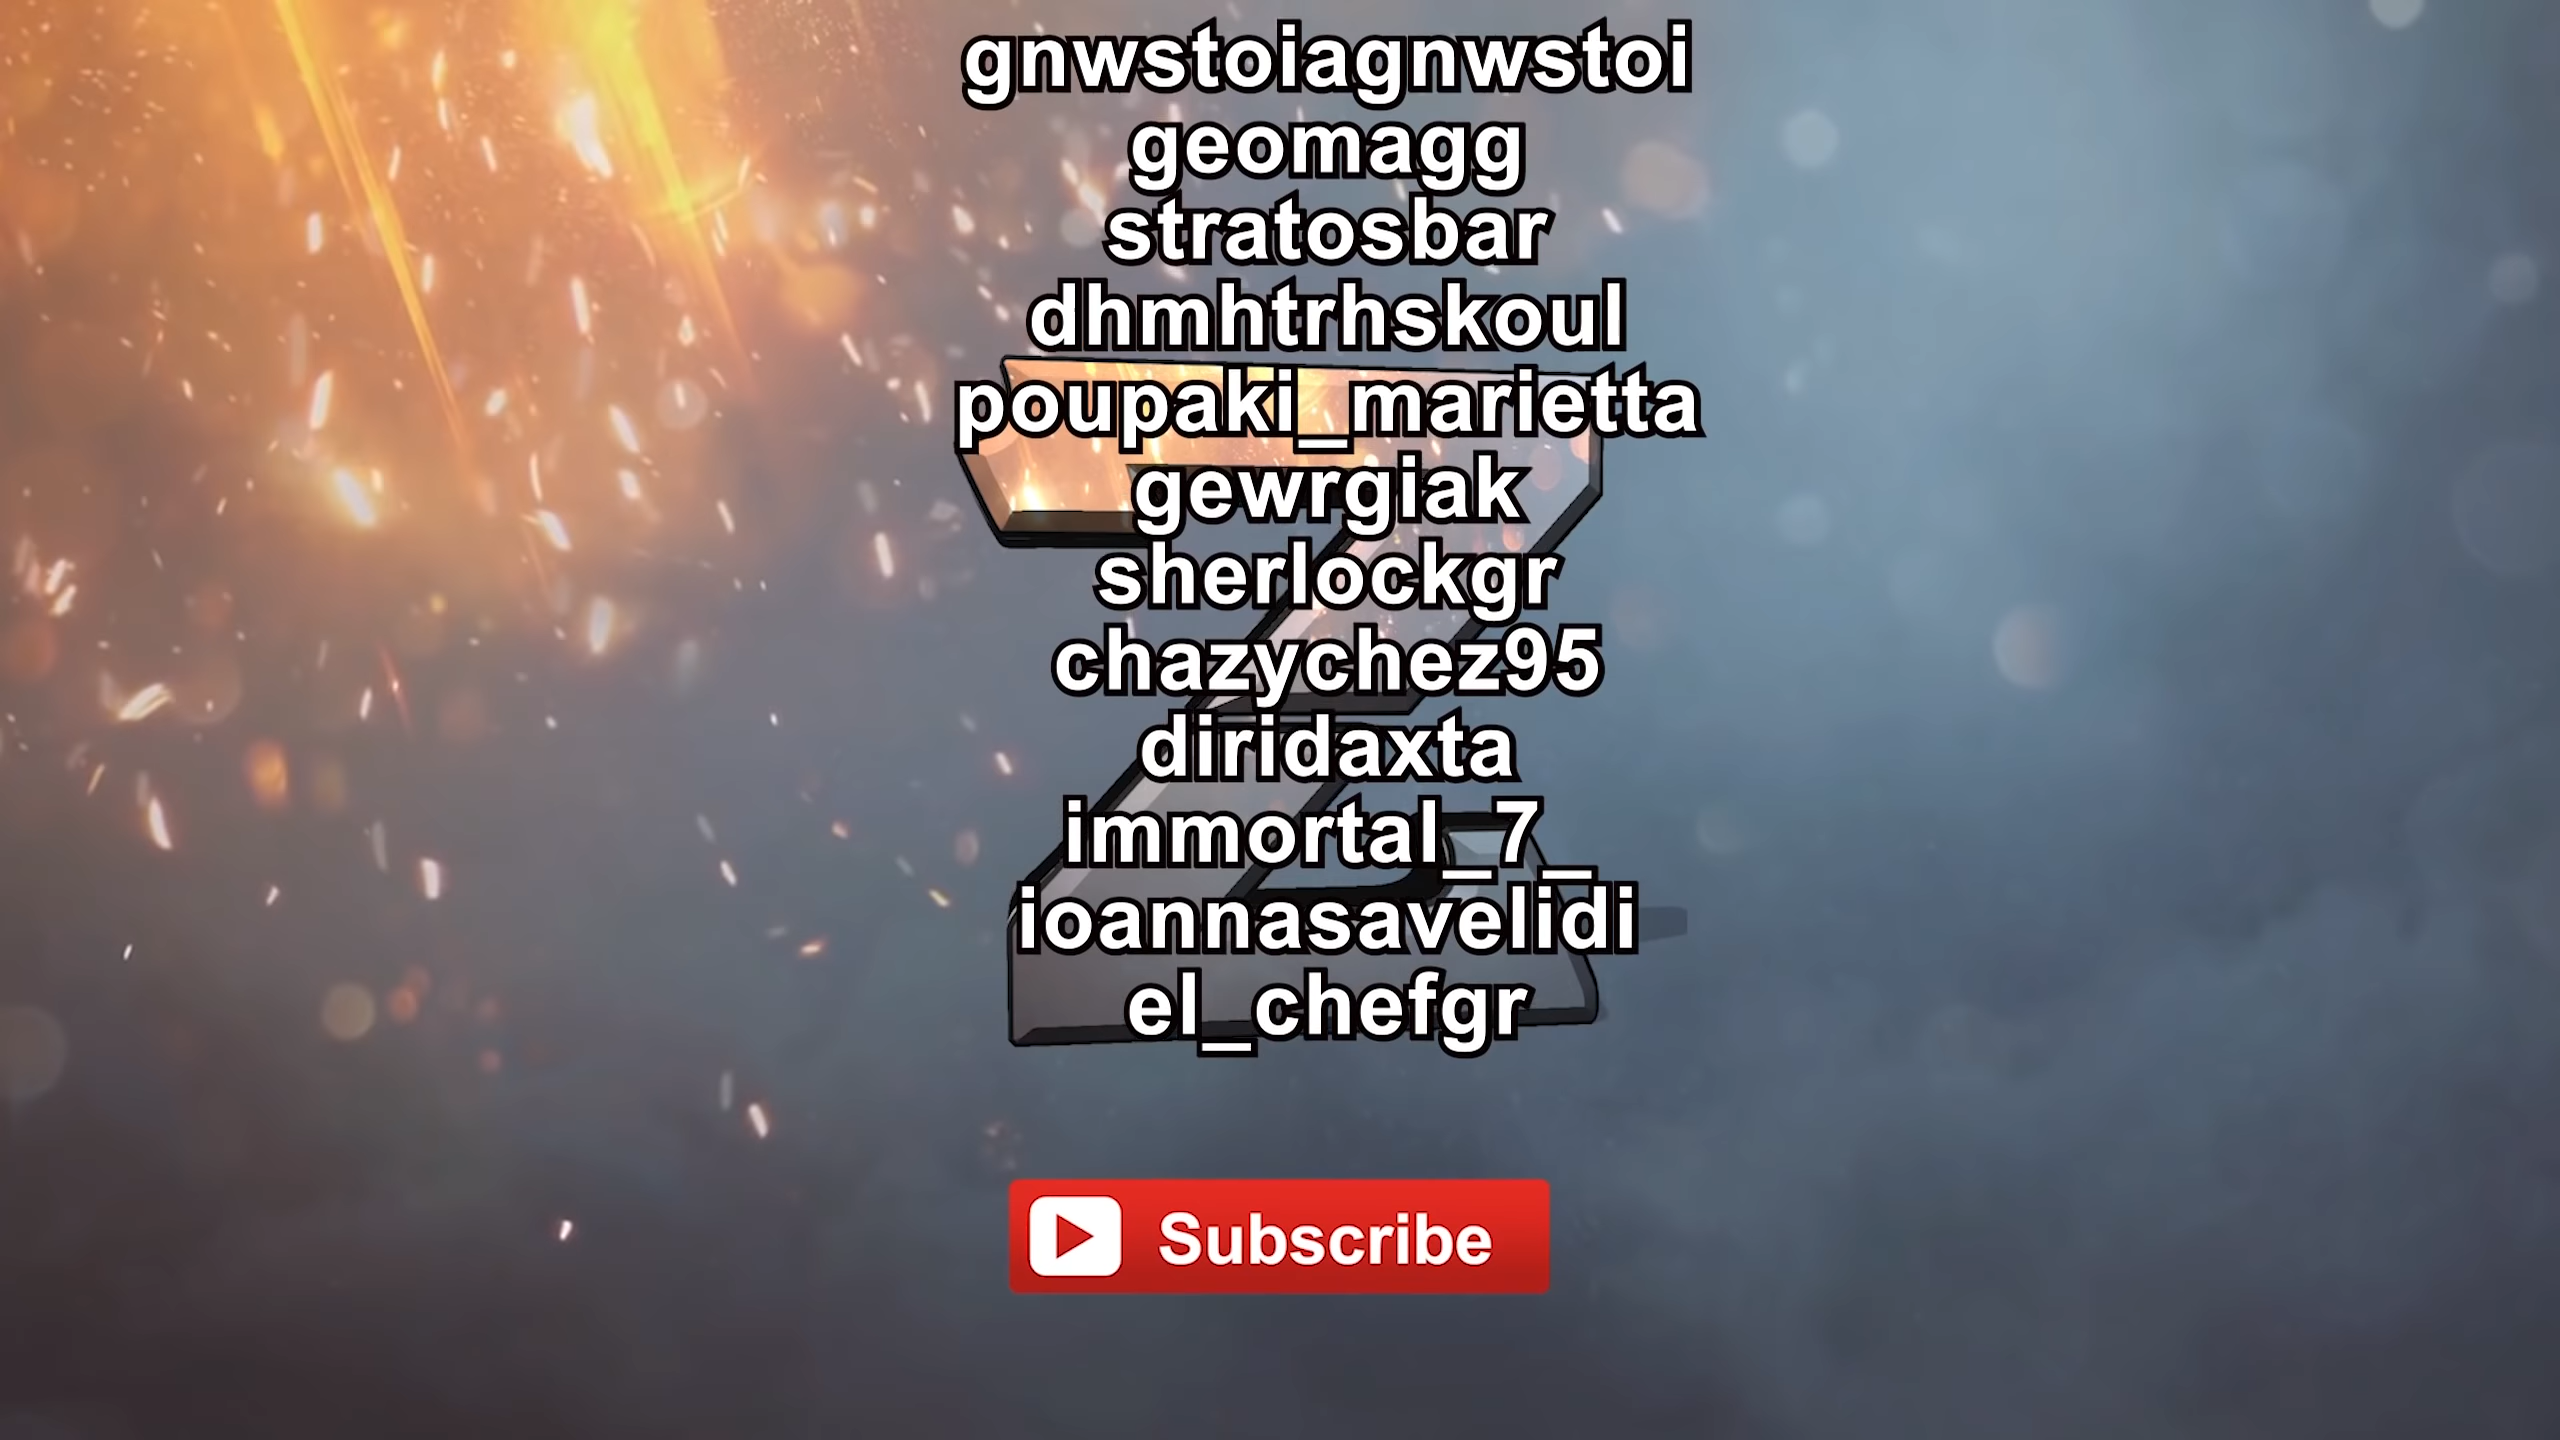 gnwstoiagnwstoi
geomagg
stratosbar
dhmhtrhskoul
poupaki_marietta
gewrgiak
sherlockgr
chazychez95
diridaxta
immortal_7_
ioannasavelidi
el_chefgr
Subscribe